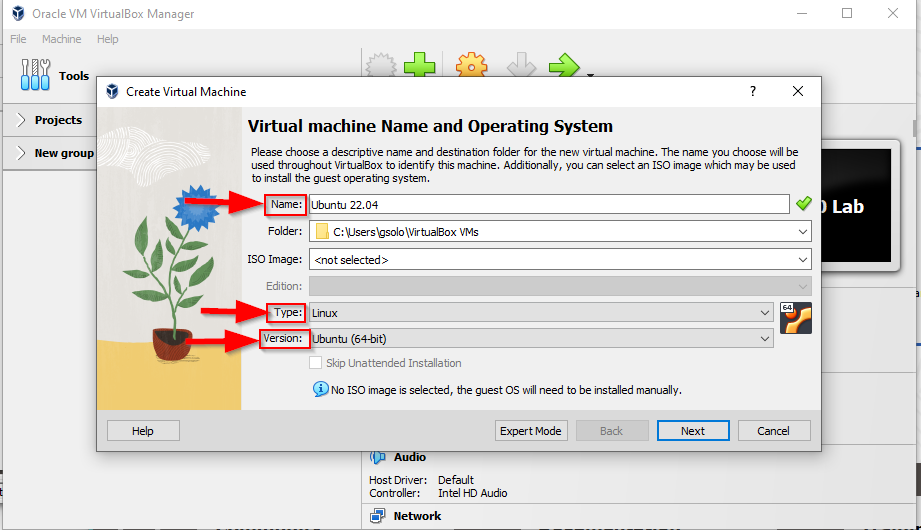 Oracle VM VirtualBox Manager
File Machine Help
Tools
Projects
New group
Create Virtual Machine
?
Virtual machine Name and Operating System
Please choose a descriptive name and destination folder for the new virtual machine. The name you choose will be
used throughout VirtualBox to identify this machine. Additionally, you can select an ISO image which may be used
to install the guest operating system.
Name: Ubuntu 22.04
Folder: C:\Users\gsolo\VirtualBox VMs
ISO Image: <not selected>
Edition:
Type: Linux
64
Version: Ubuntu (64-bit)
Skip Unattended Installation
No ISO image is selected, the guest OS will need to be installed manually.
Help Expert Mode Back Next Cancel
Lab
Audio
Host Driver: Default
Controller: Intel HD Audio
Network